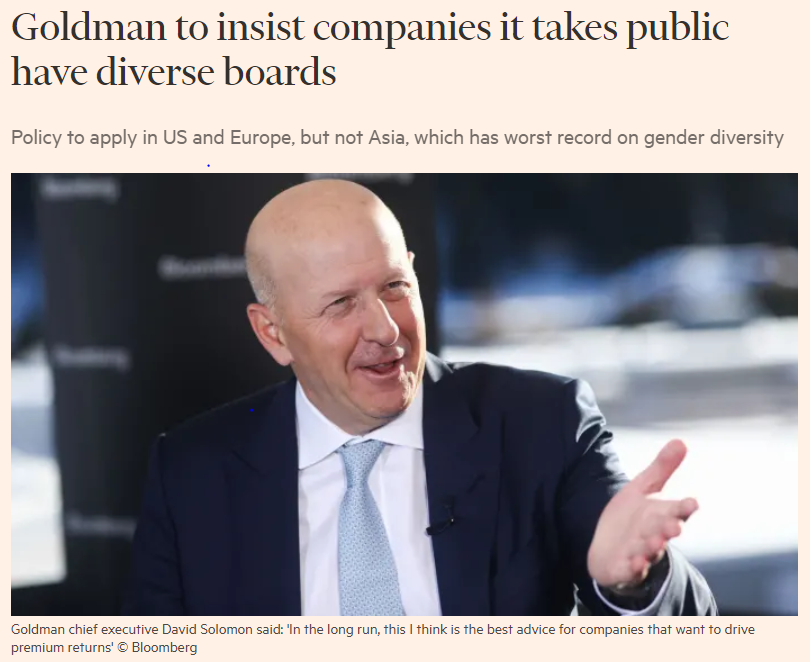 Goldman to insist companies it takes public
have diverse boards
Policy to apply in US and Europe, but not Asia, which has worst record on gender diversity
Bloomberg
Goldman chief executive David Solomon said: 'In the long run, this I think is the best advice for companies that want to drive
premium returns' © Bloomberg